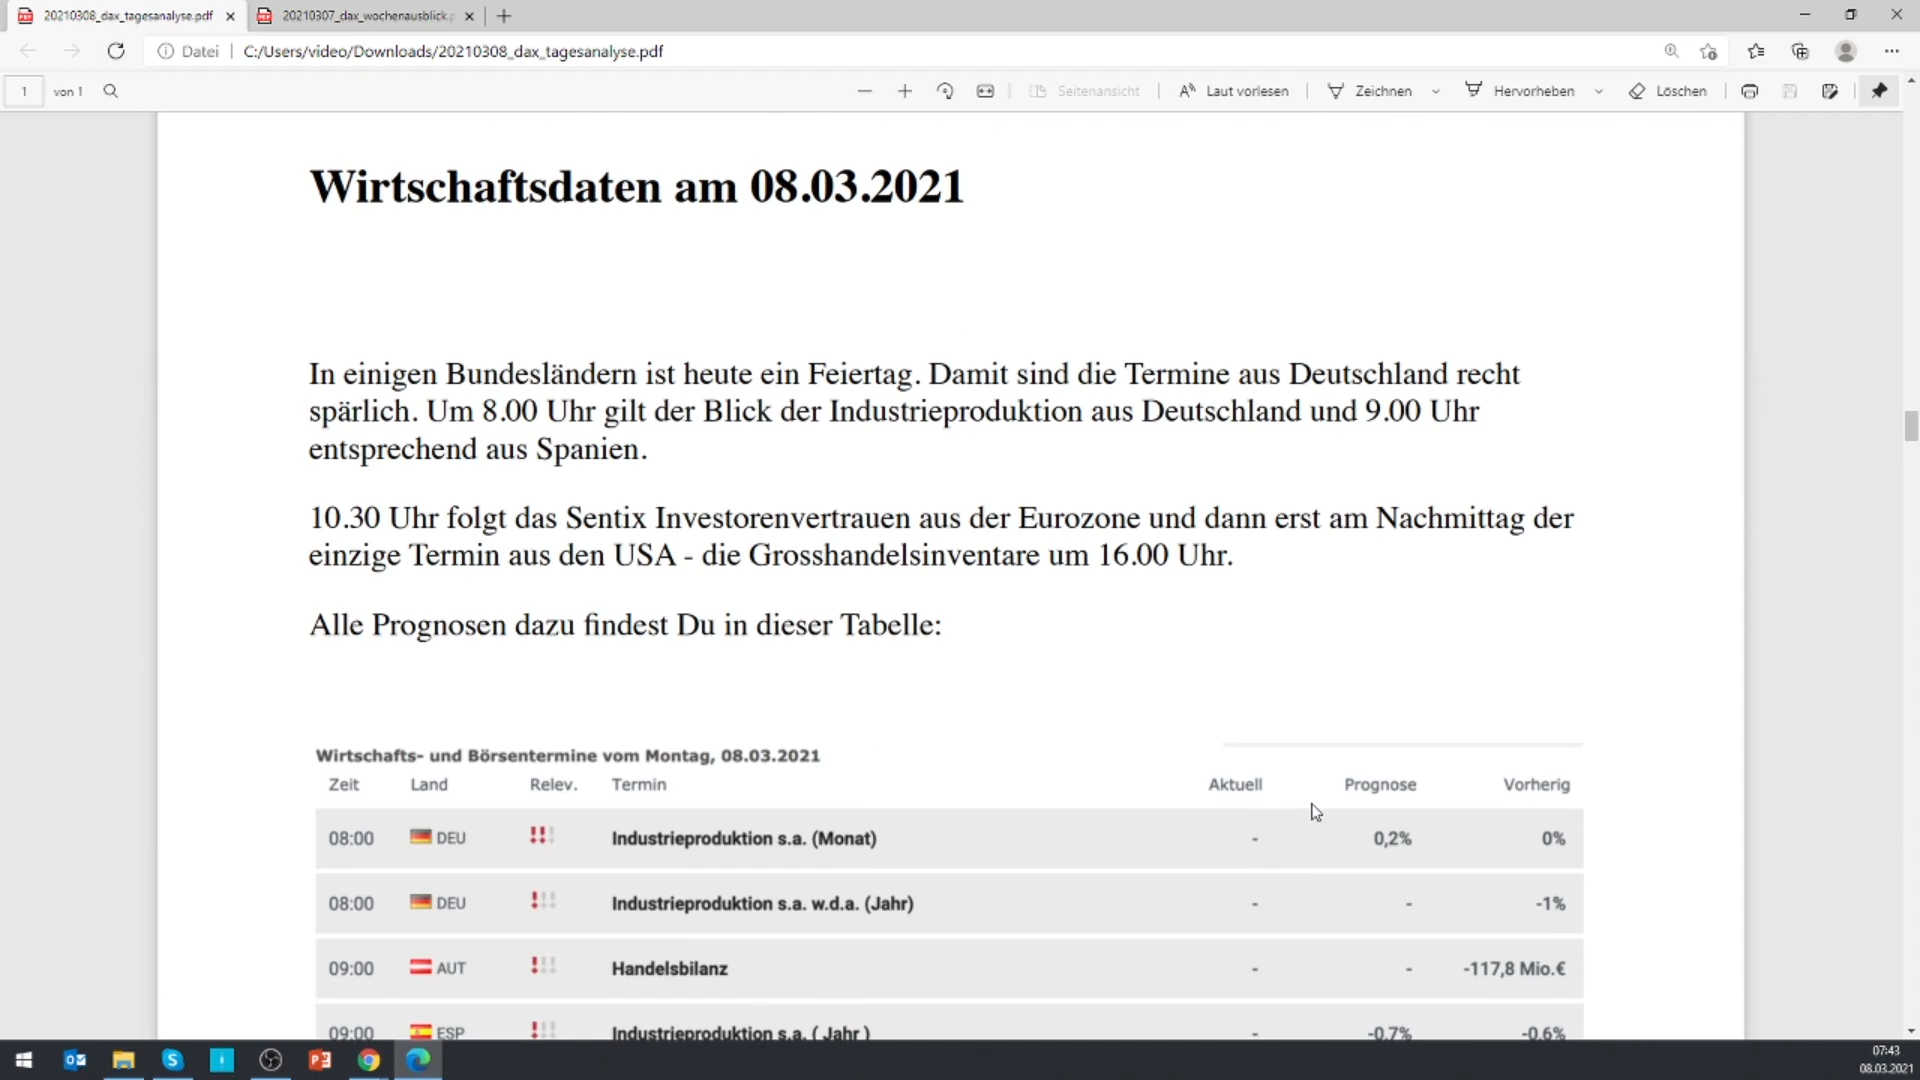 20210308_dax_tagesanalyse.pdf
20210307_dax_wochenausblick.p
Datei
C:/Users/video/Downloads/20210308_dax_tagesanalyse.pdf
1 von 1
Seitenansicht
Laut vorlesen
Zeichnen
Hervorheben
Löschen
Wirtschaftsdaten am 08.03.2021
In einigen Bundesländern ist heute ein Feiertag. Damit sind die Termine aus Deutschland recht
spärlich. Um 8.00 Uhr gilt der Blick der Industrieproduktion aus Deutschland und 9.00 Uhr
entsprechend aus Spanien.
10.30 Uhr folgt das Sentix Investorenvertrauen aus der Eurozone und dann erst am Nachmittag der
einzige Termin aus den USA - die Grosshandelsinventare um 16.00 Uhr.
Alle Prognosen dazu findest Du in dieser Tabelle:
Wirtschafts- und Börsentermine vom Montag, 08.03.2021
Zeit Land Relev. Termin Aktuell Prognose Vorherig
08:00 DEU Industrieproduktion s.a. (Monat) - 0,2% 0%
08:00 DEU Industrieproduktion s.a. w.d.a. (Jahr) - - -1%
09:00 AUT Handelsbilanz - - -117,8 Mio.€
09:00 ESP Industrieproduktion s.a. ( Jahr ) - -0,7% -0,6%
07:43
08.03.2021